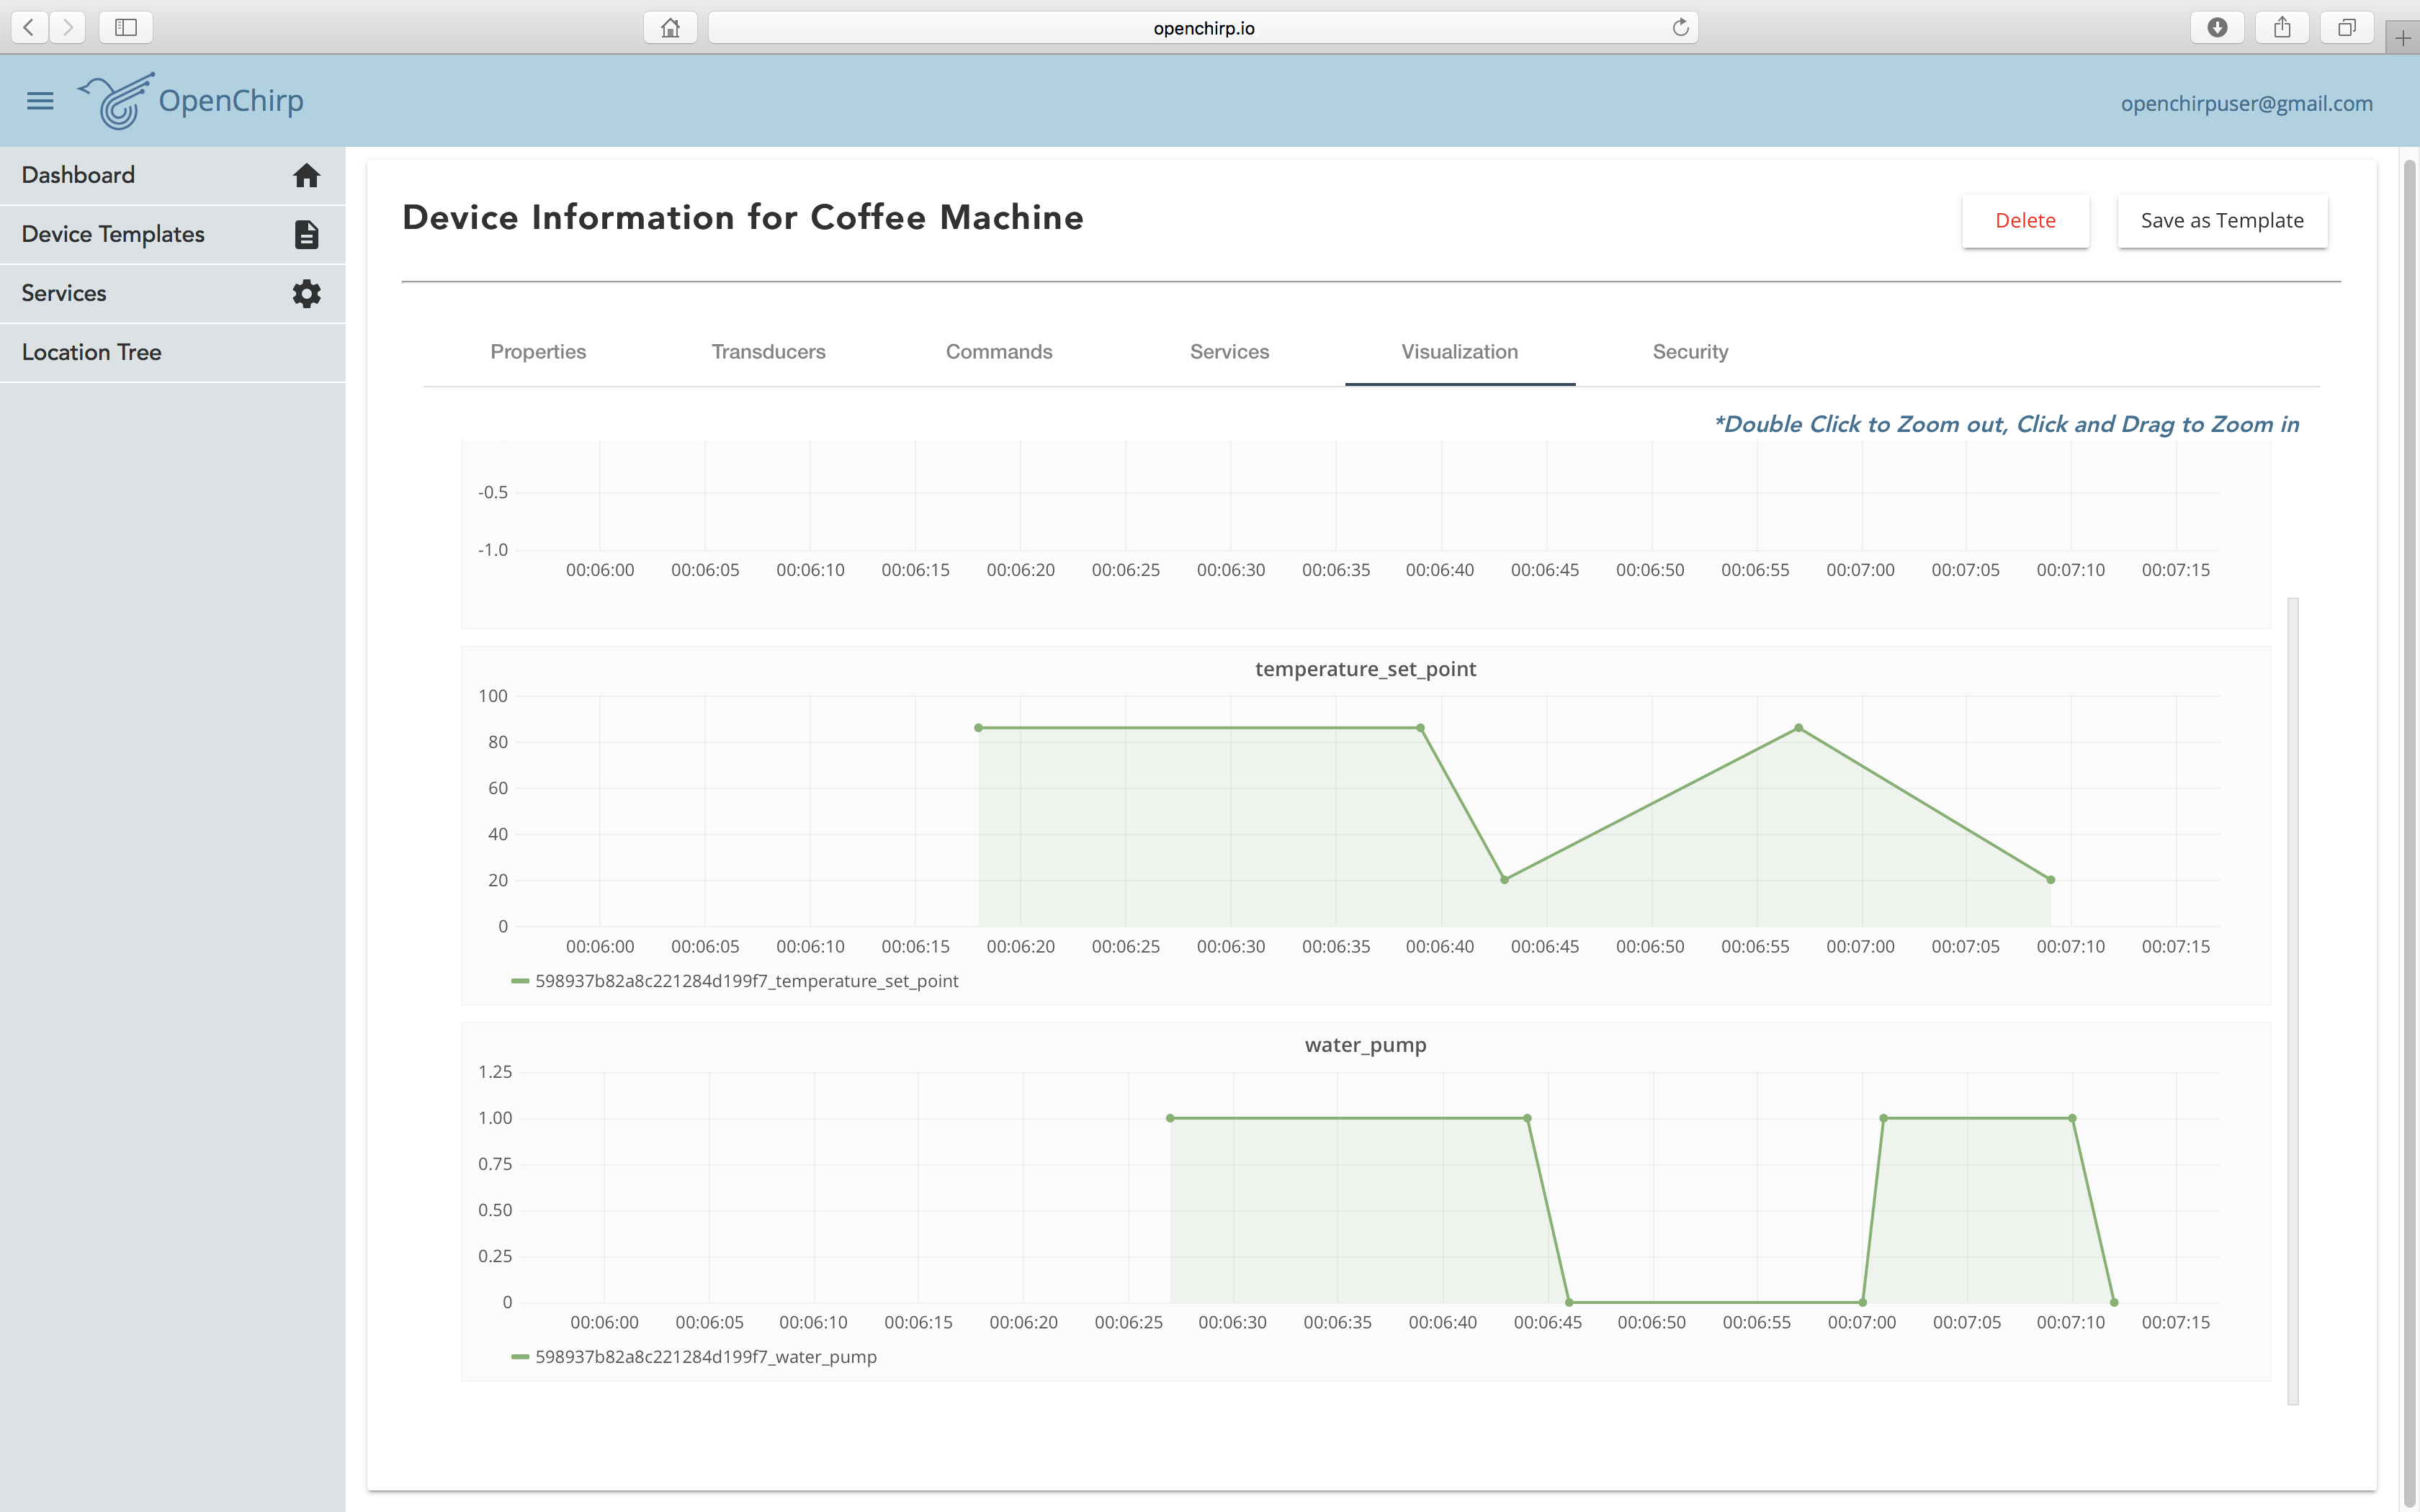 openchirp.io
OpenChirp
openchirpuser@gmail.com
Dashboard
Device Templates
Services
Location Tree
Device Information for Coffee Machine
Delete
Save as Template
Properties Transducers Commands Services Visualization Security
*Double Click to Zoom out, Click and Drag to Zoom in
-0.5
-1.0
00:06:00 00:06:05 00:06:10 00:06:15 00:06:20 00:06:25 00:06:30 00:06:35 00:06:40 00:06:45 00:06:50 00:06:55 00:07:00 00:07:05 00:07:10 00:07:15
temperature_set_point
100
80
60
40
20
0
00:06:00 00:06:05 00:06:10 00:06:15 00:06:20 00:06:25 00:06:30 00:06:35 00:06:40 00:06:45 00:06:50 00:06:55 00:07:00 00:07:05 00:07:10 00:07:15
598937b82a8c221284d199f7_temperature_set_point
water_pump
1.25
1.00
0.75
0.50
0.25
0
00:06:00 00:06:05 00:06:10 00:06:15 00:06:20 00:06:25 00:06:30 00:06:35 00:06:40 00:06:45 00:06:50 00:06:55 00:07:00 00:07:05 00:07:10 00:07:15
598937b82a8c221284d199f7_water_pump